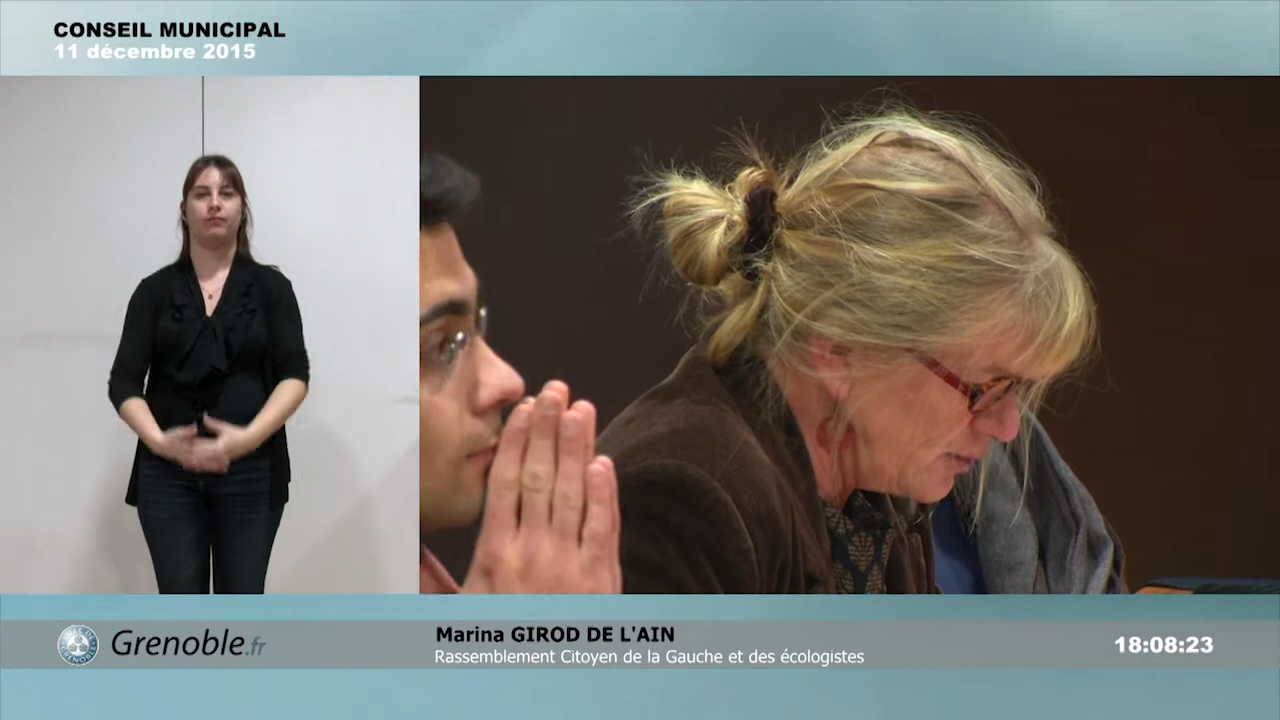 CONSEIL MUNICIPAL
11 décembre 2015
Grenoble.fr
Marina GIROD DE L'AIN
Rassemblement Citoyen de la Gauche et des écologistes
18:08:23